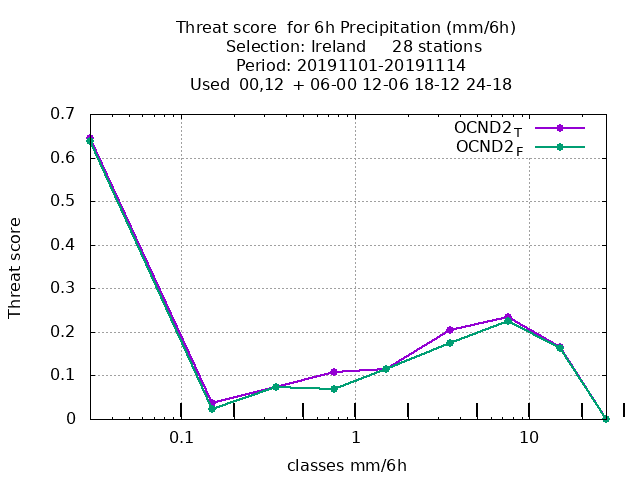 Threat score  for 6h Precipitation (mm/6h)
Selection: Ireland     28 stations
Period: 20191101-20191114
Used  00,12  + 06-00 12-06 18-12 24-18
OCND2T
OCND2F
0.7
0.6
0.5
0.4
0.3
0.2
0.1
0
Threat score
0.1 1 10
classes mm/6h